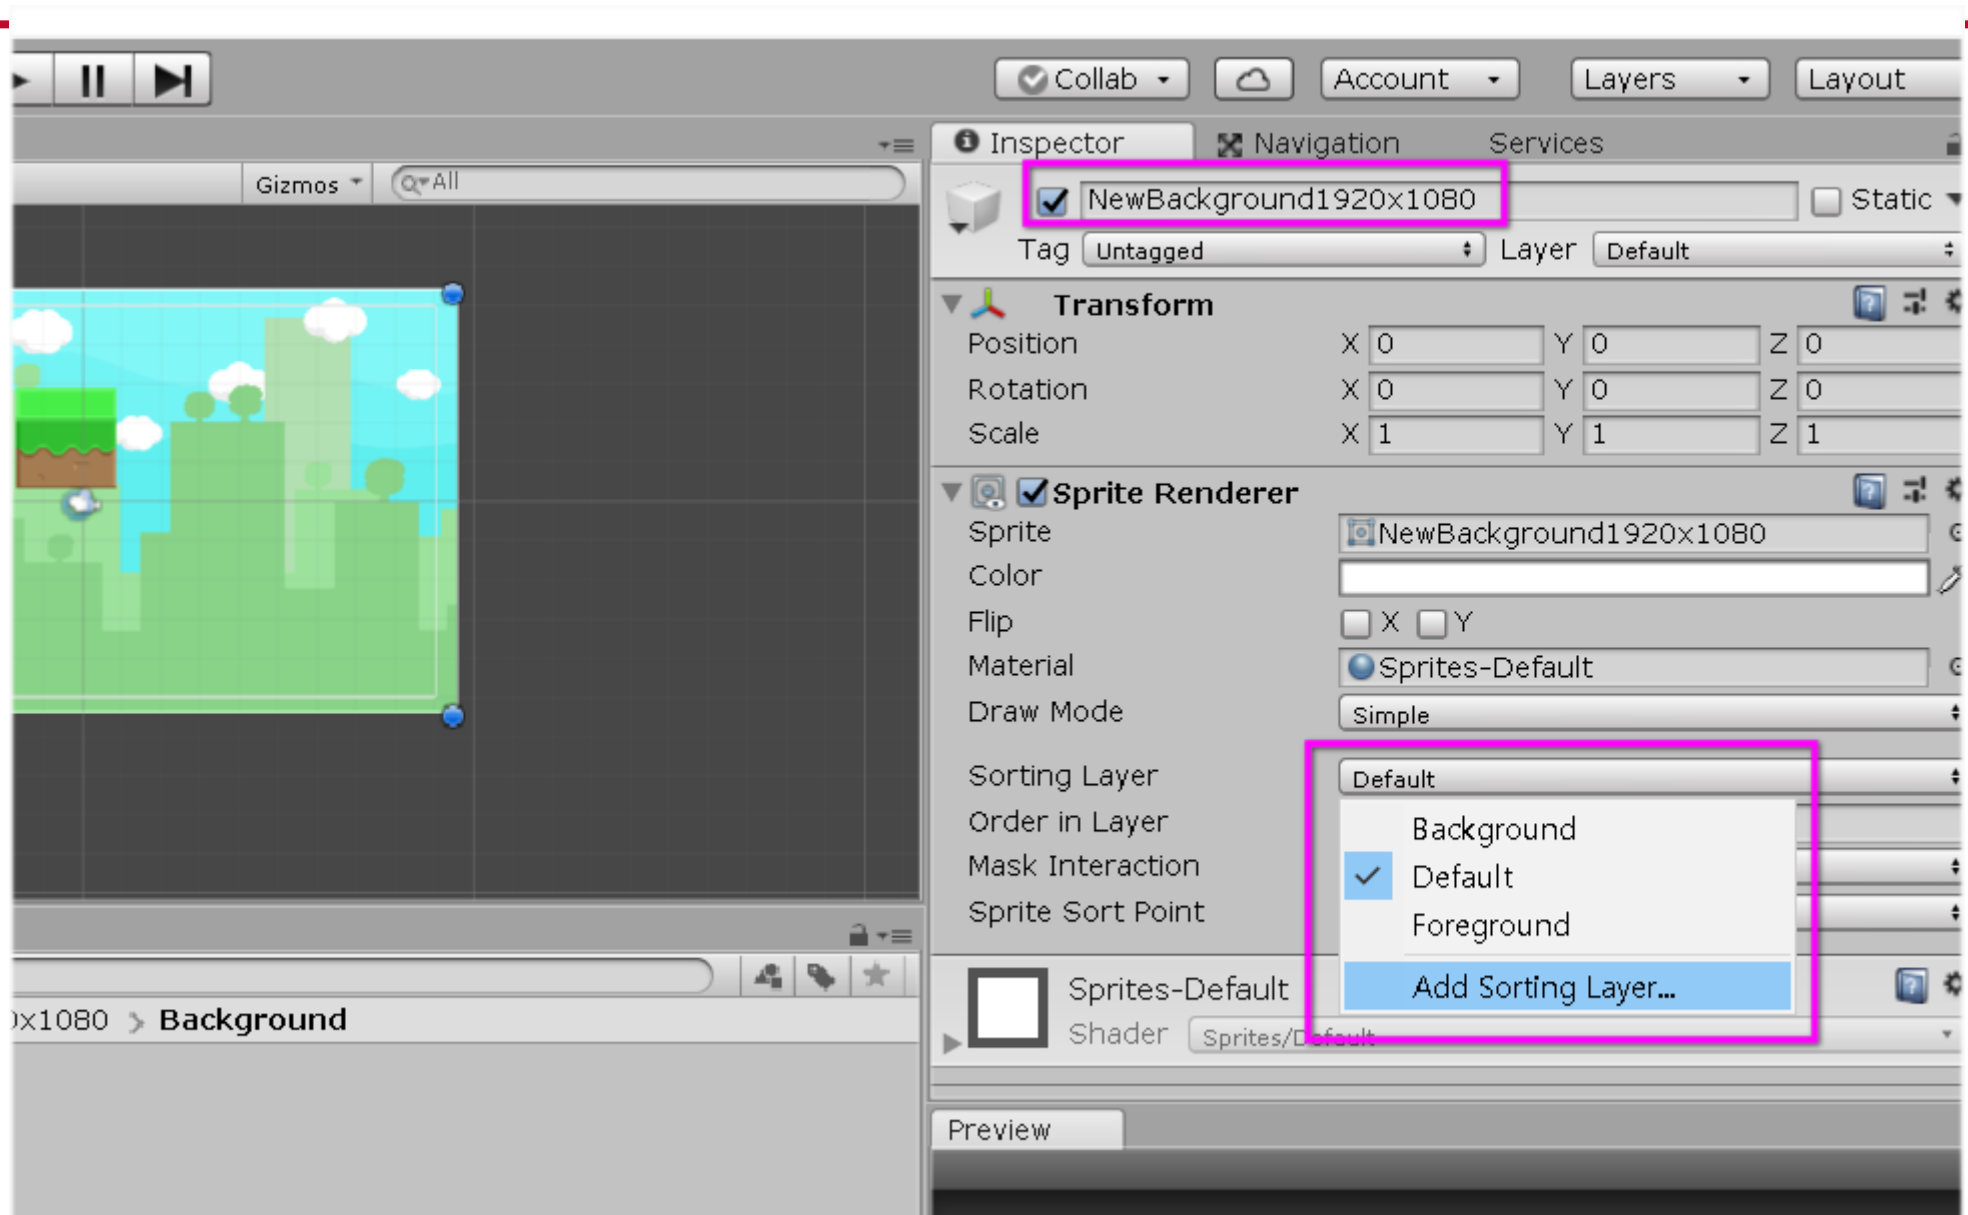 Collab Account Layers Layout
Inspector Navigation Services
Gizmos All
NewBackground1920x1080 Static
Tag Untagged Layer Default
Transform
Position X 0 Y 0 Z 0
Rotation X 0 Y 0 Z 0
Scale X 1 Y 1 Z 1
Sprite Renderer
Sprite NewBackground1920x1080
Color
Flip X Y
Material Sprites-Default
Draw Mode Simple
Sorting Layer Default
Order in Layer
Mask Interaction
Sprite Sort Point
Background
Default
Foreground
Add Sorting Layer...
Sprites-Default
Shader Sprites/Default
x1080 > Background
Preview